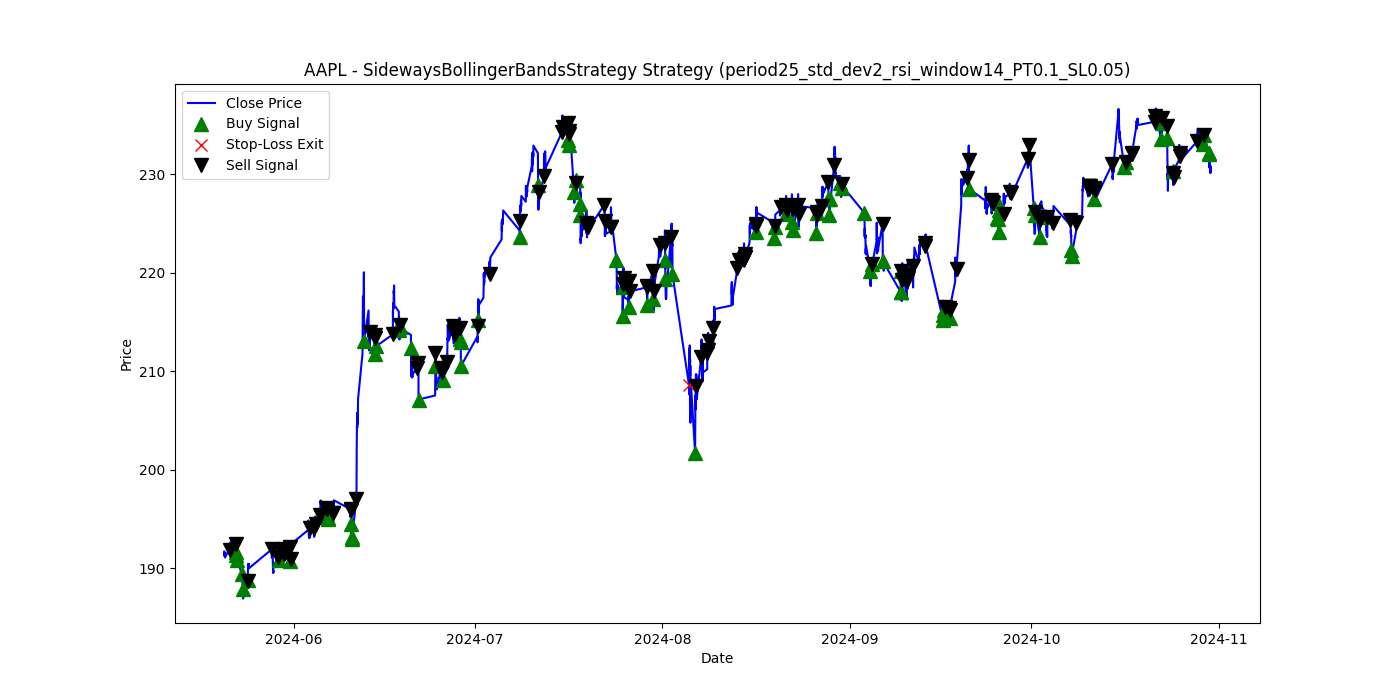 AAPL - SidewaysBollingerBandsStrategy Strategy (period25_std_dev2_rsi_window14_PT0.1_SL0.05)
Close Price
Buy Signal
Stop-Loss Exit
Sell Signal
Price
230
220
210
200
190
2024-06
2024-07
2024-08
2024-09
2024-10
2024-11
Date